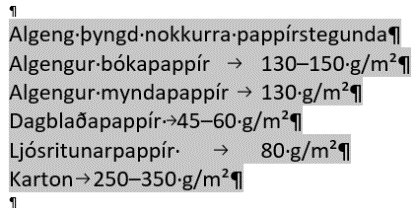 ¶
Algeng·þyngd·nokkurra·pappírstegunda¶
Algengur·bókapappír → 130–150·g/m²¶
Algengur·myndapappír → 130·g/m²¶
Dagblaðapappír·→45–60·g/m²¶
Ljósritunarpappír· → 80·g/m²¶
Karton→250–350·g/m²¶
¶